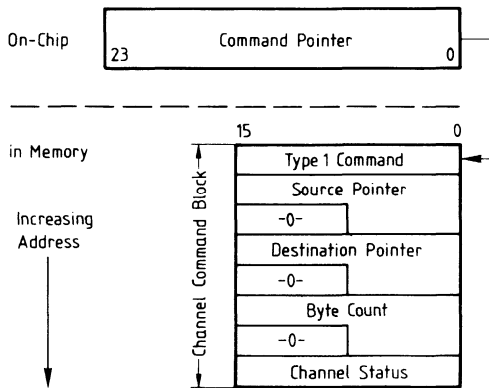 On-Chip
Command Pointer
23 0
in Memory
15 0
Type 1 Command
Source Pointer
-0-
Destination Pointer
-0-
Byte Count
-0-
Channel Status
Channel Command Block
Increasing
Address